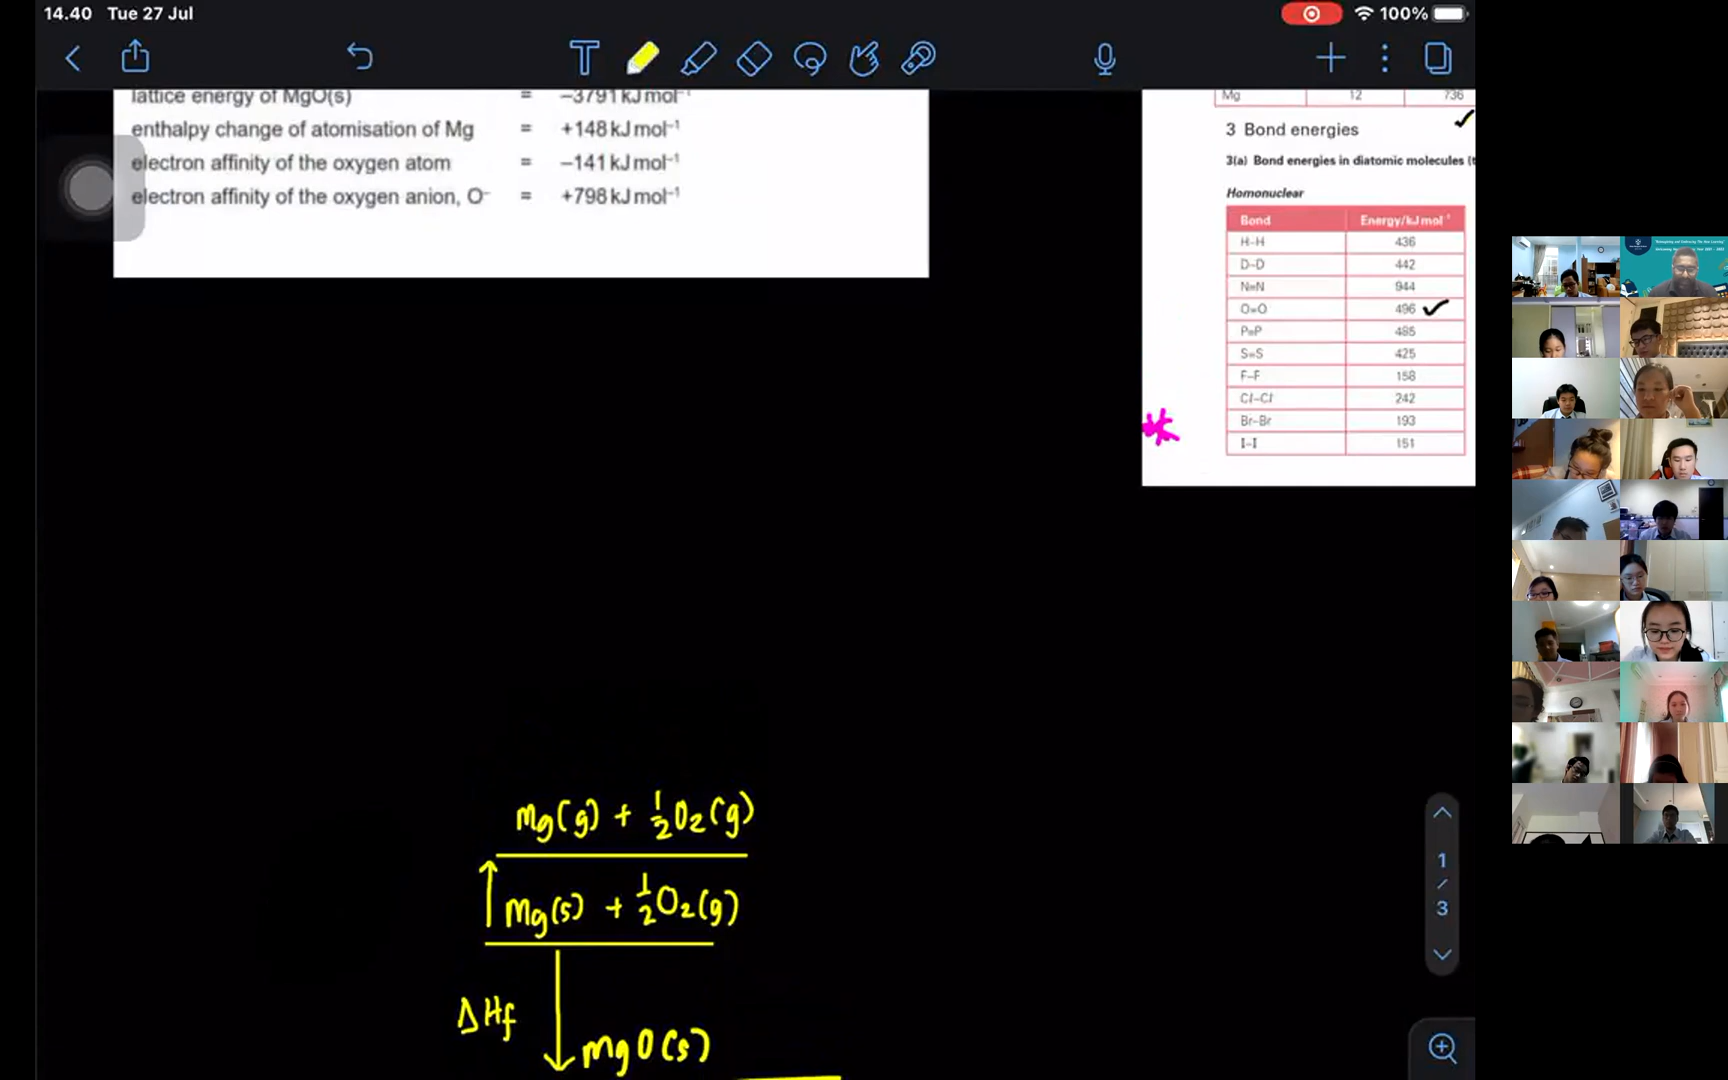 14.40 Tue 27 Jul
100%
T
lattice energy of MgO(s) = −3791 kJ mol⁻¹
enthalpy change of atomisation of Mg = +148 kJ mol⁻¹
electron affinity of the oxygen atom = −141 kJ mol⁻¹
electron affinity of the oxygen anion, O⁻ = +798 kJ mol⁻¹
Mg 12 736
3 Bond energies
3(a) Bond energies in diatomic molecules (
Homonuclear
Bond Energy/kJ mol⁻¹
H–H 436
D–D 442
N≡N 944
O=O 496 ✓
P≡P 485
S=S 425
F–F 158
Cl–Cl 242
Br–Br 193
I–I 151
Mg(g) + ½O₂(g)
Mg(s) + ½O₂(g)
ΔHf
MgO(s)
1
/
3